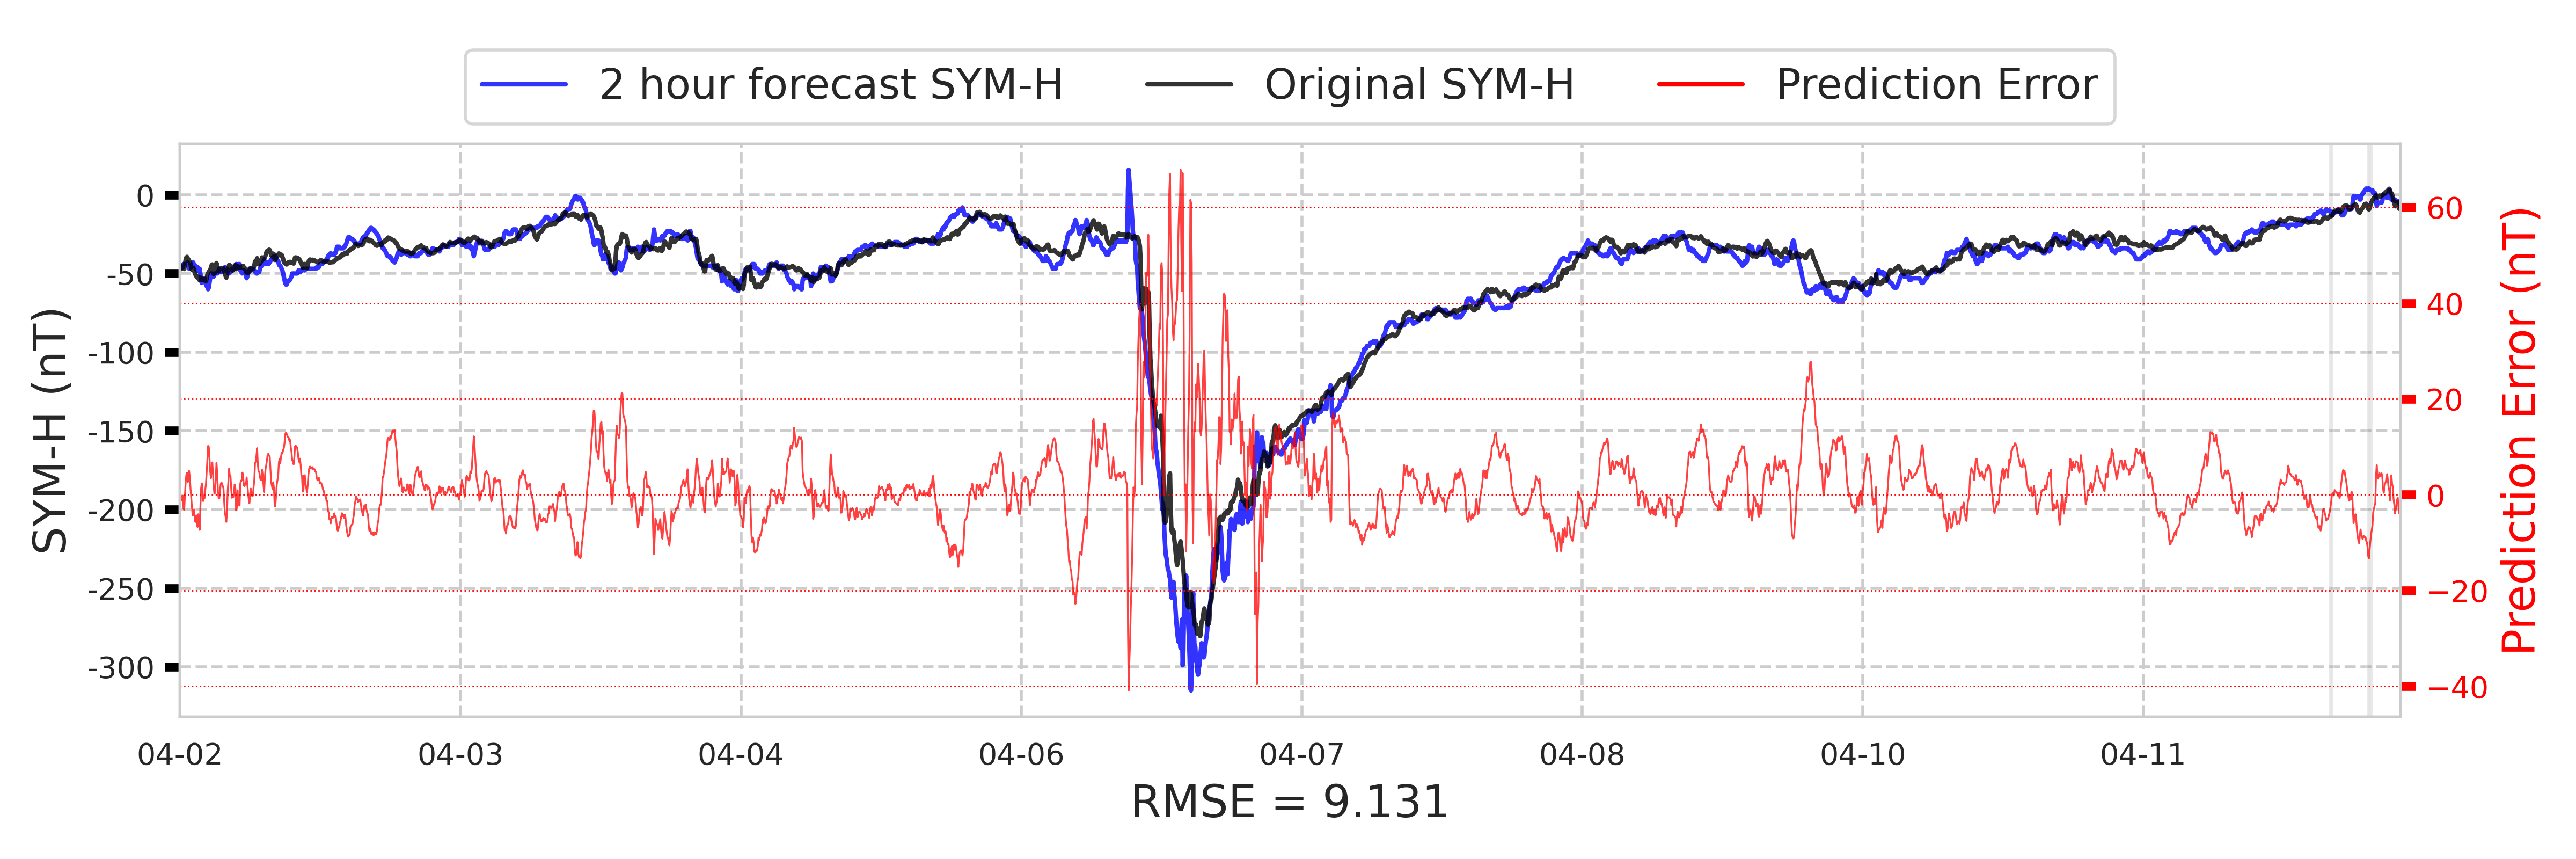 2 hour forecast SYM-H Original SYM-H Prediction Error
SYM-H (nT)
0
-50
-100
-150
-200
-250
-300
60
40
20
0
−20
−40
Prediction Error (nT)
04-02 04-03 04-04 04-06 04-07 04-08 04-10 04-11
RMSE = 9.131